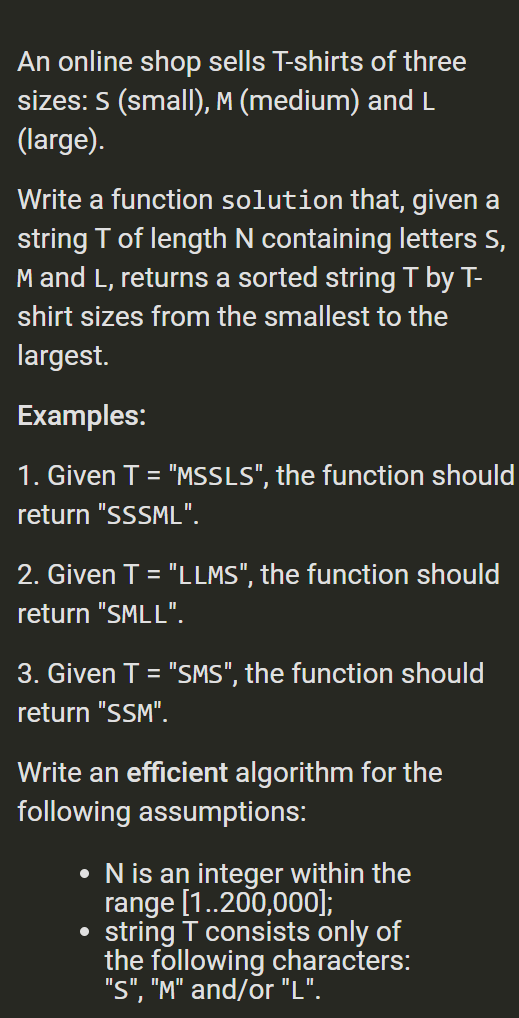 An online shop sells T-shirts of three
sizes: S (small), M (medium) and L
(large).
Write a function solution that, given a
string T of length N containing letters S,
M and L, returns a sorted string T by T-
shirt sizes from the smallest to the
largest.
Examples:
1. Given T = "MSSLS", the function should
return "SSSML".
2. Given T = "LLMS", the function should
return "SMLL".
3. Given T = "SMS", the function should
return "SSM".
Write an efficient algorithm for the
following assumptions:
• N is an integer within the
range [1..200,000];
• string T consists only of
the following characters:
"S", "M" and/or "L".